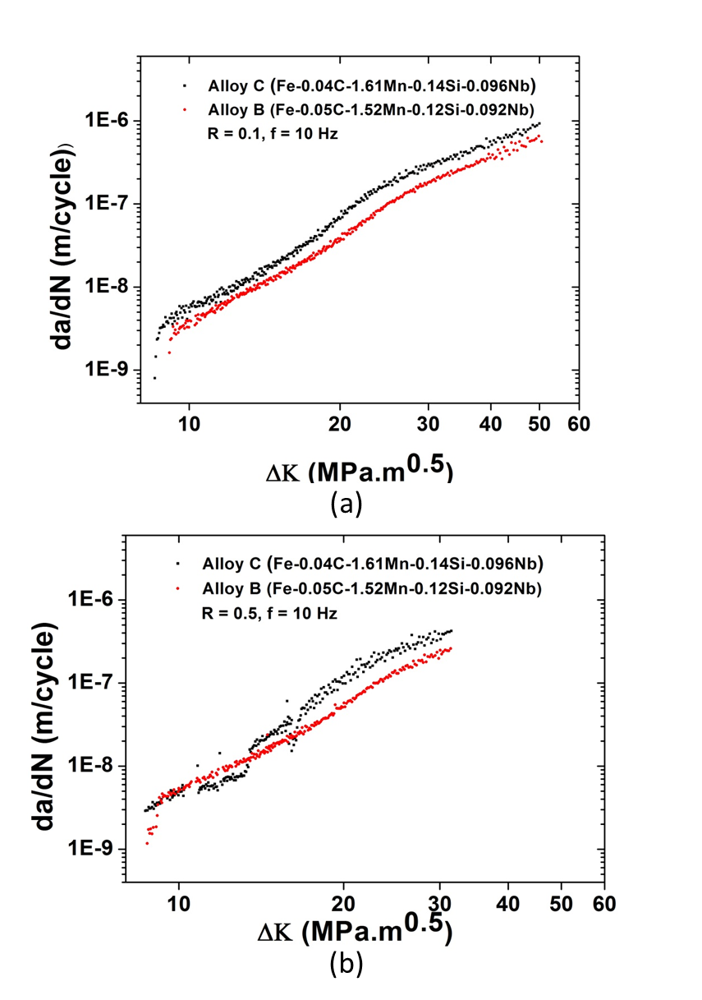 Alloy C (Fe-0.04C-1.61Mn-0.14Si-0.096Nb)
Alloy B (Fe-0.05C-1.52Mn-0.12Si-0.092Nb)
R = 0.1, f = 10 Hz
1E-6
1E-7
1E-8
1E-9
da/dN (m/cycle))
10 20 30 40 50 60
ΔK (MPa.m0.5)
(a)
Alloy C (Fe-0.04C-1.61Mn-0.14Si-0.096Nb)
Alloy B (Fe-0.05C-1.52Mn-0.12Si-0.092Nb)
R = 0.5, f = 10 Hz
1E-6
1E-7
1E-8
1E-9
da/dN (m/cycle)
10 20 30 40 50 60
ΔK (MPa.m0.5)
(b)